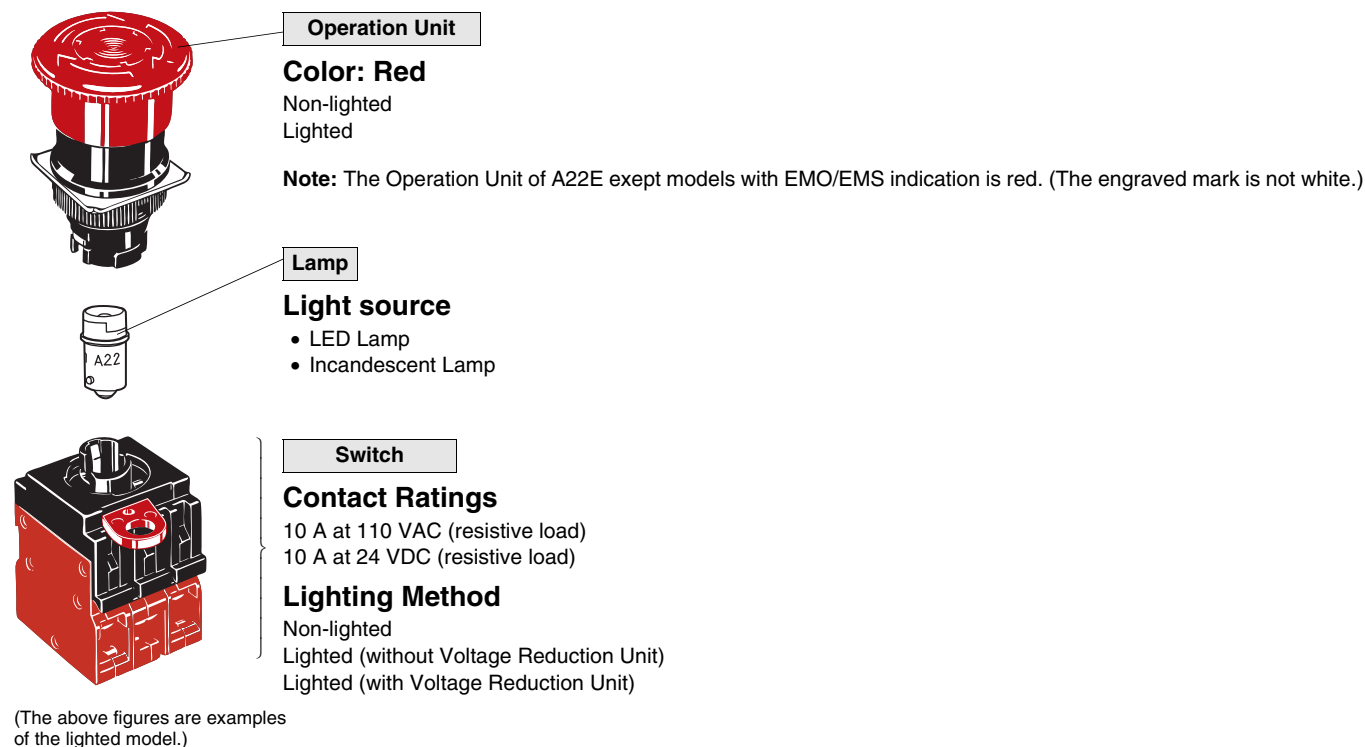 Operation Unit
Color: Red
Non-lighted
Lighted
Note: The Operation Unit of A22E exept models with EMO/EMS indication is red. (The engraved mark is not white.)
Lamp
Light source
• LED Lamp
• Incandescent Lamp
A22
Switch
Contact Ratings
10 A at 110 VAC (resistive load)
10 A at 24 VDC (resistive load)
Lighting Method
Non-lighted
Lighted (without Voltage Reduction Unit)
Lighted (with Voltage Reduction Unit)
(The above figures are examples
of the lighted model.)